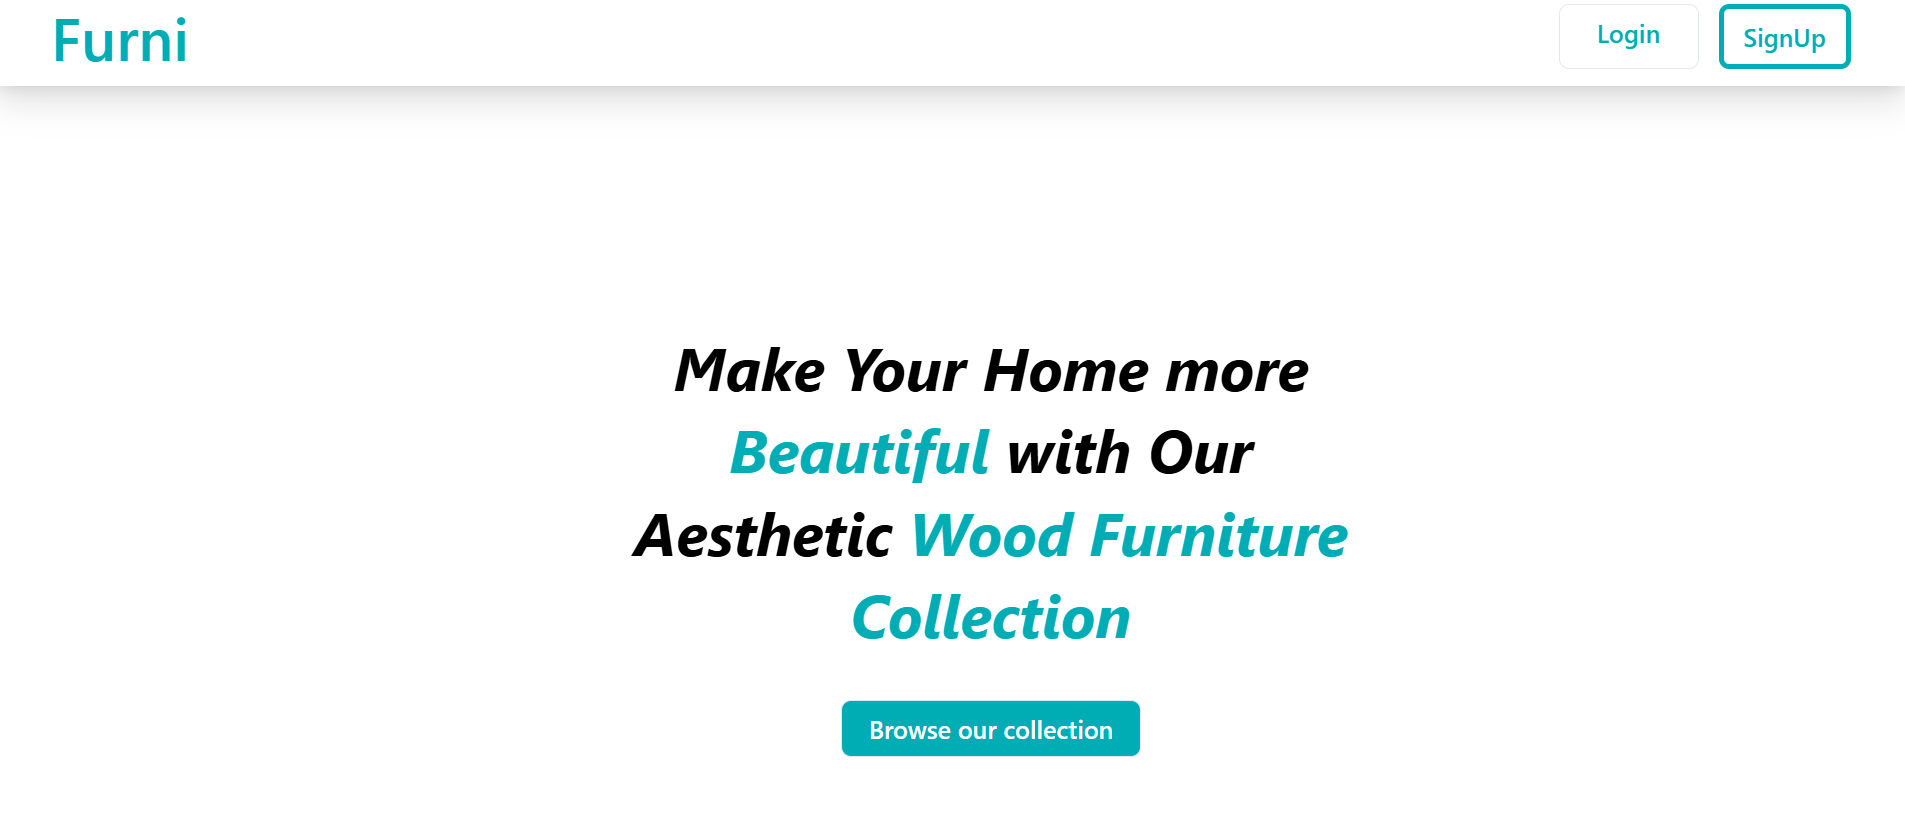 Furni
Login
SignUp
Make Your Home more
Beautiful with Our
Aesthetic Wood Furniture
Collection
Browse our collection